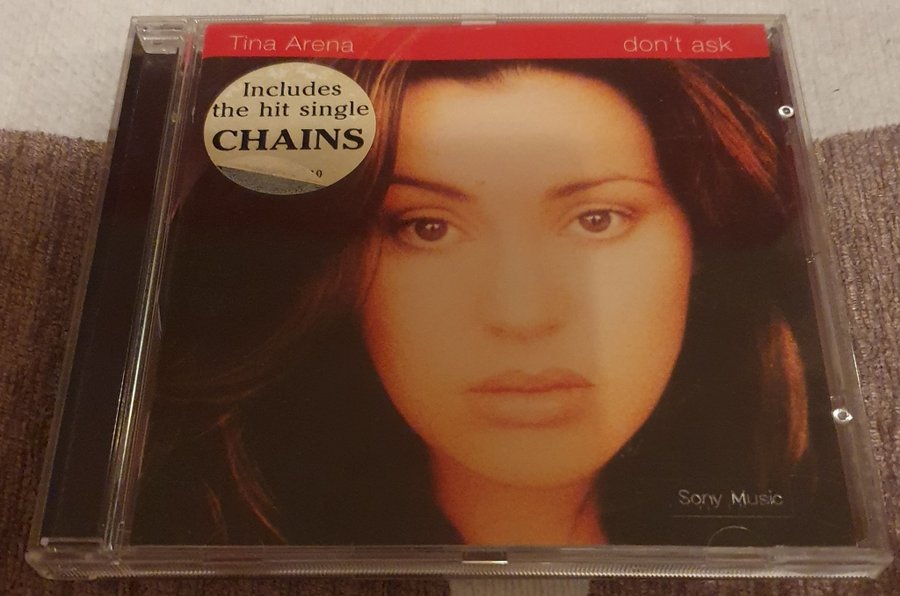 Tina Arena don't ask
Includes
the hit single
CHAINS
Sony Music